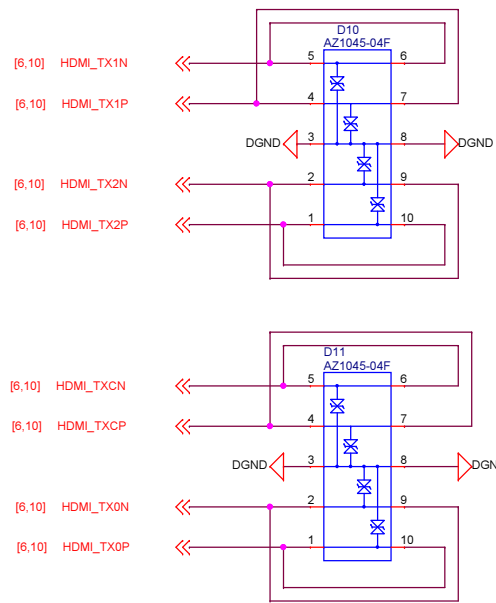 D10
AZ1045-04F
[6,10] HDMI_TX1N 5 6
[6,10] HDMI_TX1P 4 7
DGND 3 8 DGND
[6,10] HDMI_TX2N 2 9
[6,10] HDMI_TX2P 1 10
D11
AZ1045-04F
[6,10] HDMI_TXCN 5 6
[6,10] HDMI_TXCP 4 7
DGND 3 8 DGN
[6,10] HDMI_TX0N 2 9
[6,10] HDMI_TX0P 1 10